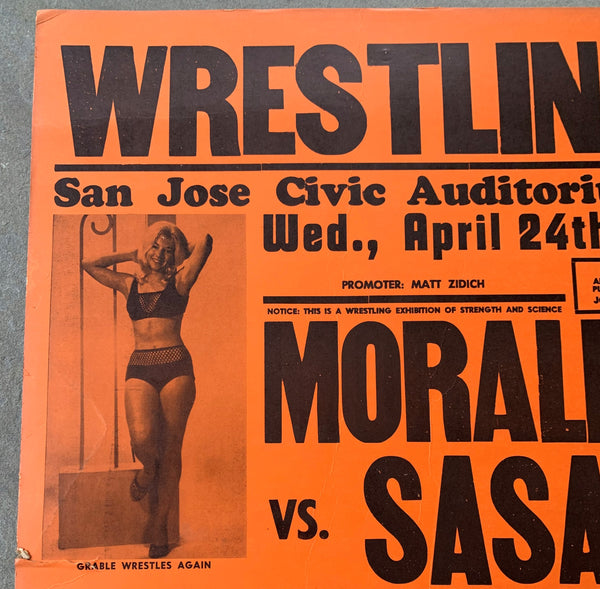 WRESTLIN
San Jose Civic Auditoriu
Wed., April 24th
PROMOTER: MATT ZIDICH
NOTICE: THIS IS A WRESTLING EXHIBITION OF STRENGTH AND SCIENCE
MORAL
VS. SASA
GRABLE WRESTLES AGAIN